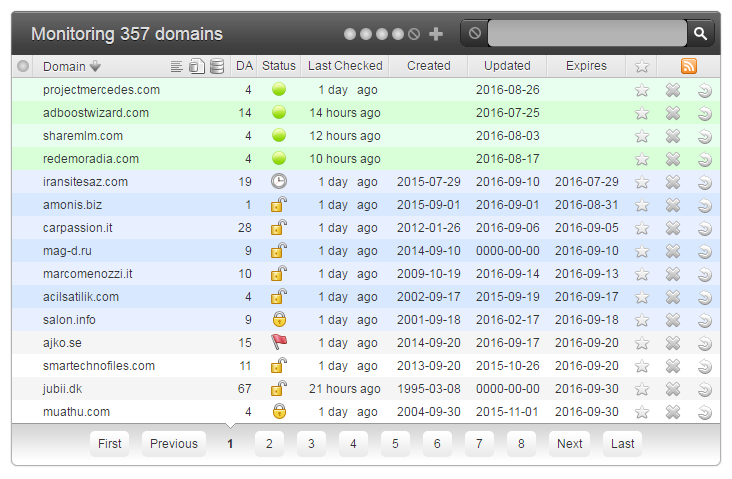 Monitoring 357 domains
Domain DA Status Last Checked Created Updated Expires
projectmercedes.com 4 1 day ago 2016-08-26
adboostwizard.com 14 14 hours ago 2016-07-25
sharemlm.com 4 12 hours ago 2016-08-03
redemoradia.com 4 10 hours ago 2016-08-17
iransitesaz.com 19 1 day ago 2015-07-29 2016-09-10 2016-07-29
amonis.biz 1 1 day ago 2015-09-01 2016-09-01 2016-08-31
carpassion.it 28 1 day ago 2012-01-26 2016-09-06 2016-09-05
mag-d.ru 9 1 day ago 2014-09-10 0000-00-00 2016-09-10
marcomenozzi.it 10 1 day ago 2009-10-19 2016-09-14 2016-09-13
acilsatilik.com 4 1 day ago 2002-09-17 2015-09-19 2016-09-17
salon.info 9 1 day ago 2001-09-18 2016-02-17 2016-09-18
ajko.se 15 1 day ago 2014-09-20 2016-09-17 2016-09-20
smartechnofiles.com 11 1 day ago 2013-09-20 2015-10-26 2016-09-20
jubii.dk 67 21 hours ago 1995-03-08 0000-00-00 2016-09-30
muathu.com 4 1 day ago 2004-09-30 2015-11-01 2016-09-30
First Previous 1 2 3 4 5 6 7 8 Next Last